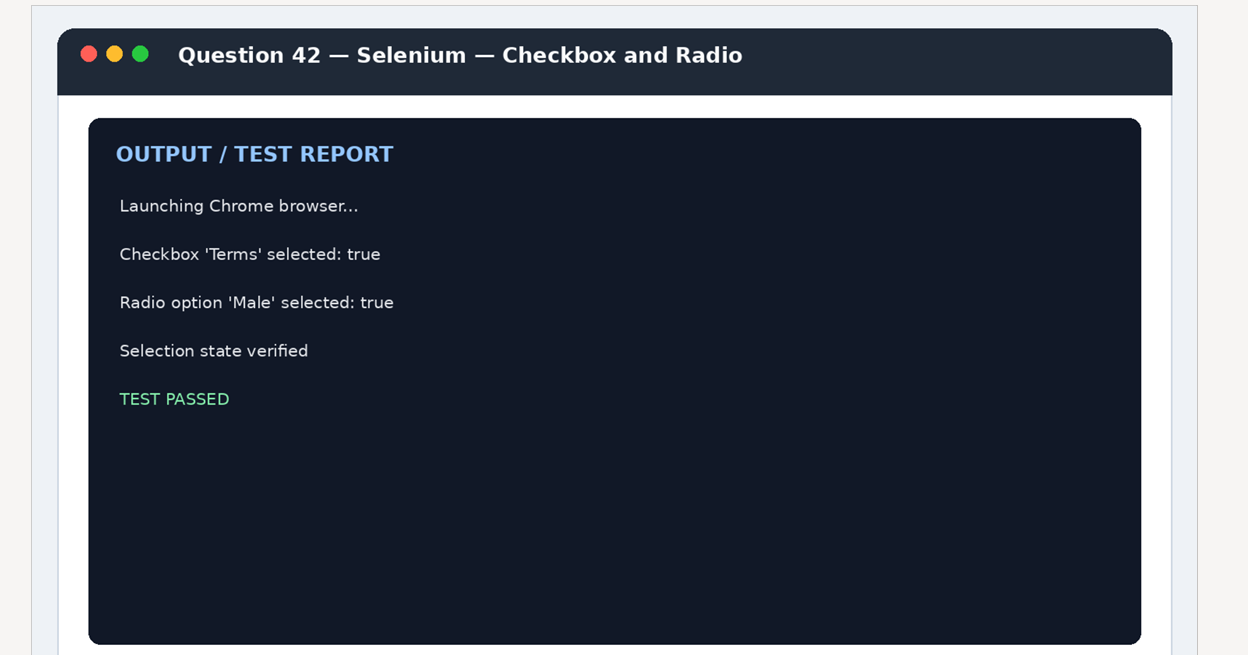 Question 42 — Selenium — Checkbox and Radio
OUTPUT / TEST REPORT
Launching Chrome browser...
Checkbox 'Terms' selected: true
Radio option 'Male' selected: true
Selection state verified
TEST PASSED